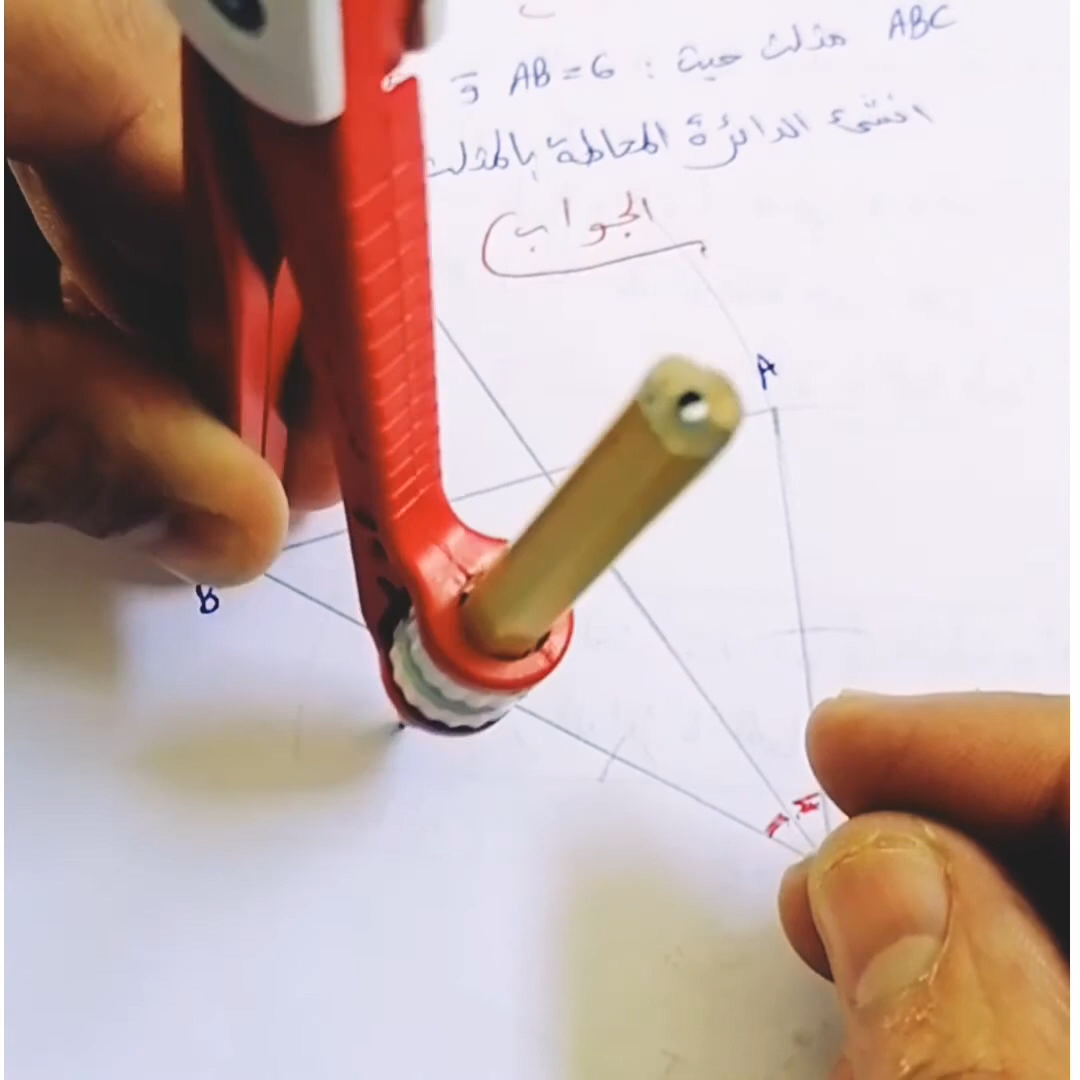 ABC مثلث حيث : AB = 6 و
انشئ الدائرة المحاطة بالمثلث
الجواب
A
B